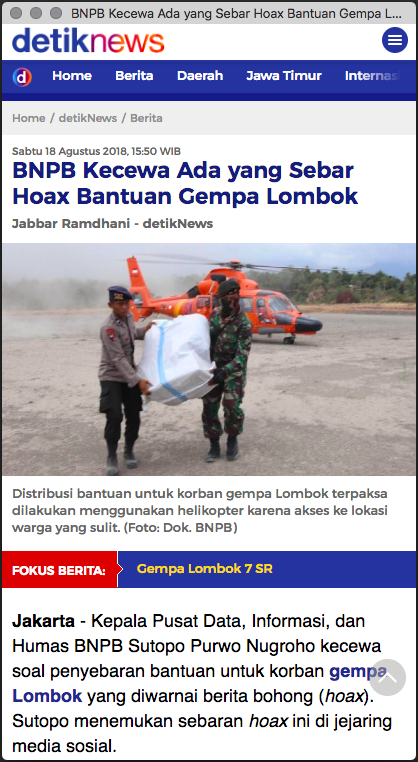 BNPB Kecewa Ada yang Sebar Hoax Bantuan Gempa L...
detiknews
d Home Berita Daerah Jawa Timur Internas
Home / detikNews / Berita
Sabtu 18 Agustus 2018, 15:50 WIB
BNPB Kecewa Ada yang Sebar
Hoax Bantuan Gempa Lombok
Jabbar Ramdhani - detikNews
Distribusi bantuan untuk korban gempa Lombok terpaksa
dilakukan menggunakan helikopter karena akses ke lokasi
warga yang sulit. (Foto: Dok. BNPB)
FOKUS BERITA: Gempa Lombok 7 SR
Jakarta - Kepala Pusat Data, Informasi, dan
Humas BNPB Sutopo Purwo Nugroho kecewa
soal penyebaran bantuan untuk korban gempa
Lombok yang diwarnai berita bohong (hoax).
Sutopo menemukan sebaran hoax ini di jejaring
media sosial.